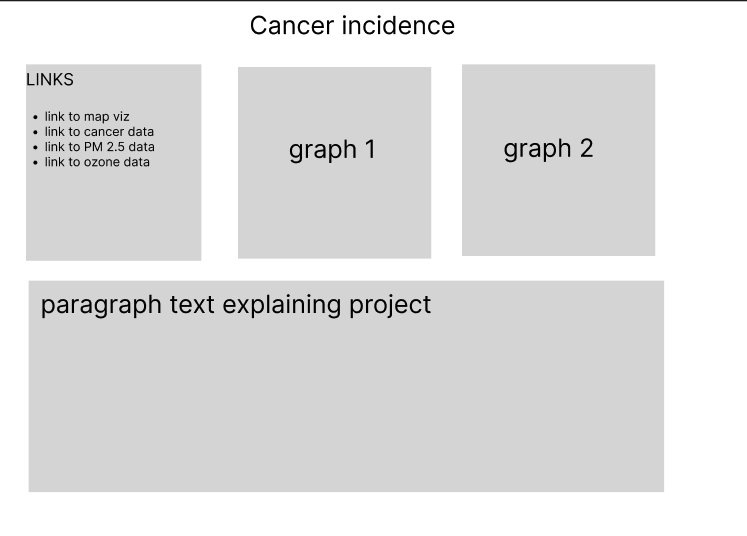 Cancer incidence
LINKS
• link to map viz
• link to cancer data
• link to PM 2.5 data
• link to ozone data
graph 1
graph 2
paragraph text explaining project